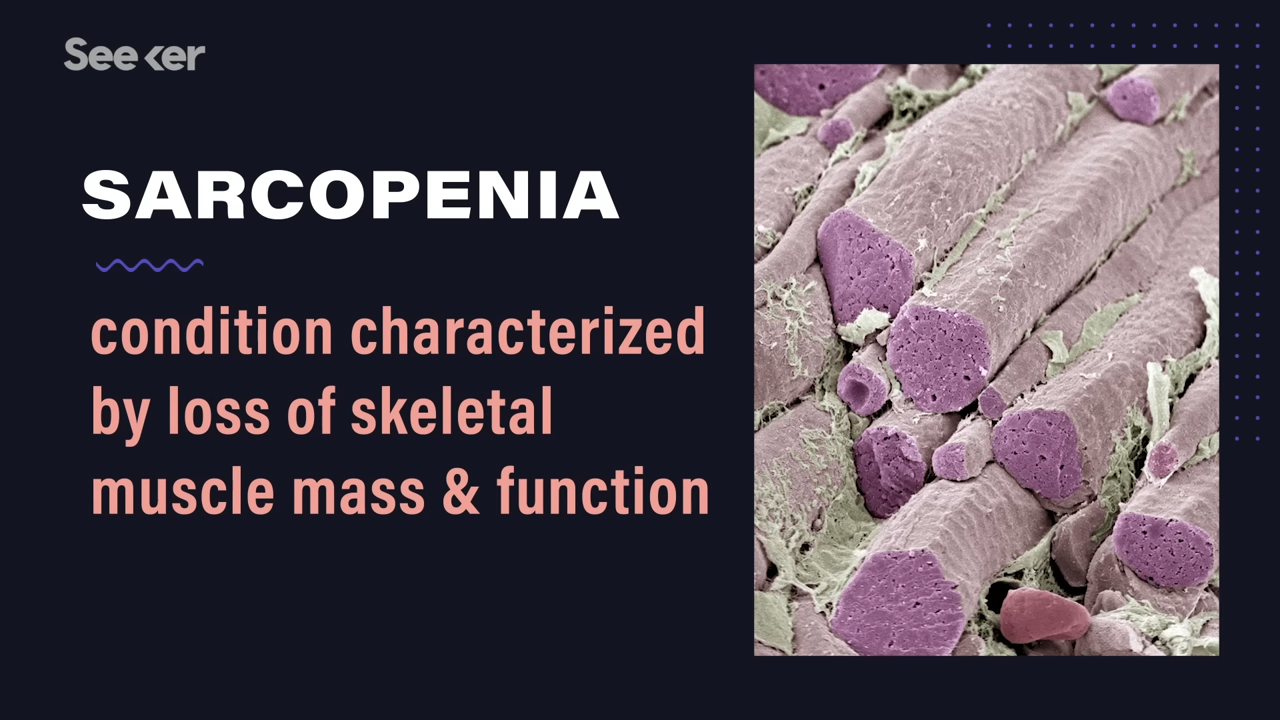 Seeker
SARCOPENIA
condition characterized
by loss of skeletal
muscle mass & function